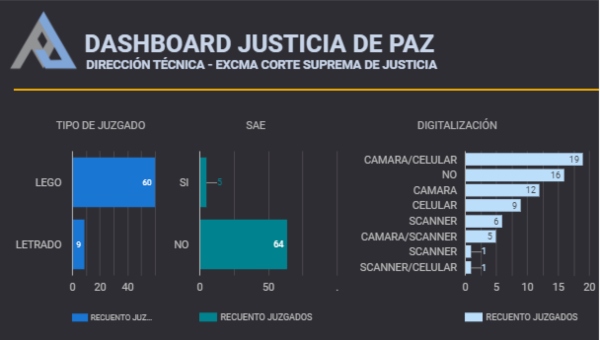 DASHBOARD JUSTICIA DE PAZ
DIRECCIÓN TÉCNICA - EXCMA CORTE SUPREMA DE JUSTICIA
TIPO DE JUZGADO
LEGO
60
LETRADO
9
0 20 40
RECUENTO JUZ...
SAE
SI
5
NO
64
0 50 .
RECUENTO JUZGADOS
DIGITALIZACIÓN
CAMARA/CELULAR 19
NO 16
CAMARA 12
CELULAR 9
SCANNER 6
CAMARA/SCANNER 5
SCANNER 1
SCANNER/CELULAR 1
0 5 10 15 20
RECUENTO JUZGADOS